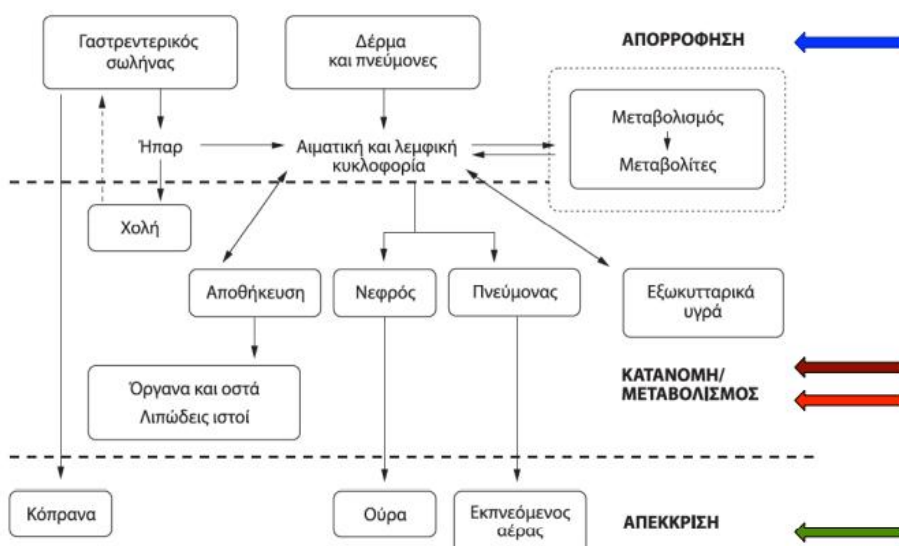 Γαστρεντερικός
σωλήνας
Δέρμα
και πνεύμονες
ΑΠΟΡΡΟΦΗΣΗ
Ήπαρ
Αιματική και λεμφική
κυκλοφορία
Μεταβολισμός
Μεταβολίτες
Χολή
Αποθήκευση
Νεφρός
Πνεύμονας
Εξωκυτταρικά
υγρά
Όργανα και οστά
Λιπώδεις ιστοί
ΚΑΤΑΝΟΜΗ/
ΜΕΤΑΒΟΛΙΣΜΟΣ
Κόπρανα
Ούρα
Εκπνεόμενος
αέρας
ΑΠΕΚΚΡΙΣΗ